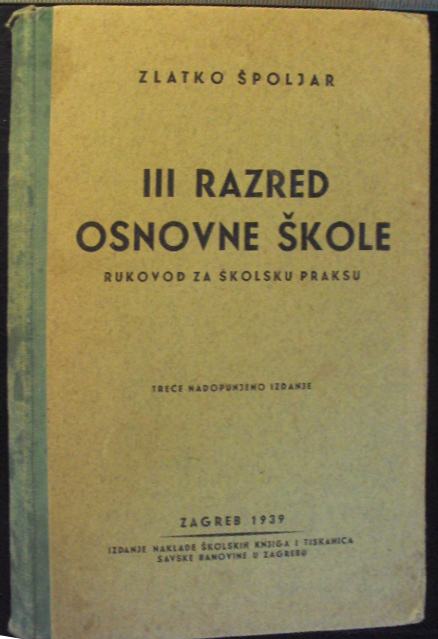 ZLATKO ŠPOLJAR
III RAZRED
OSNOVNE ŠKOLE
RUKOVOD ZA ŠKOLSKU PRAKSU
TREĆE NADOPUNJENO IZDANJE
ZAGREB 1939
IZDANJE NAKLADE ŠKOLSKIH KNJIGA I TISKANICA
SAVSKE BANOVINE U ZAGREBU